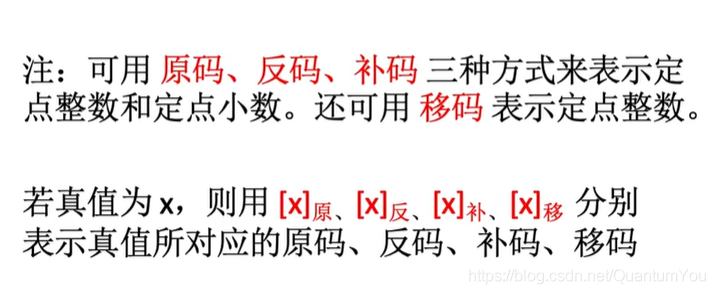 注：可用 原码、反码、补码 三种方式来表示定
点整数和定点小数。还可用 移码 表示定点整数。
若真值为 x，则用 [x]原、[x]反、[x]补、[x]移 分别
表示真值所对应的原码、反码、补码、移码
https://blog.csdn.net/QuantumYou